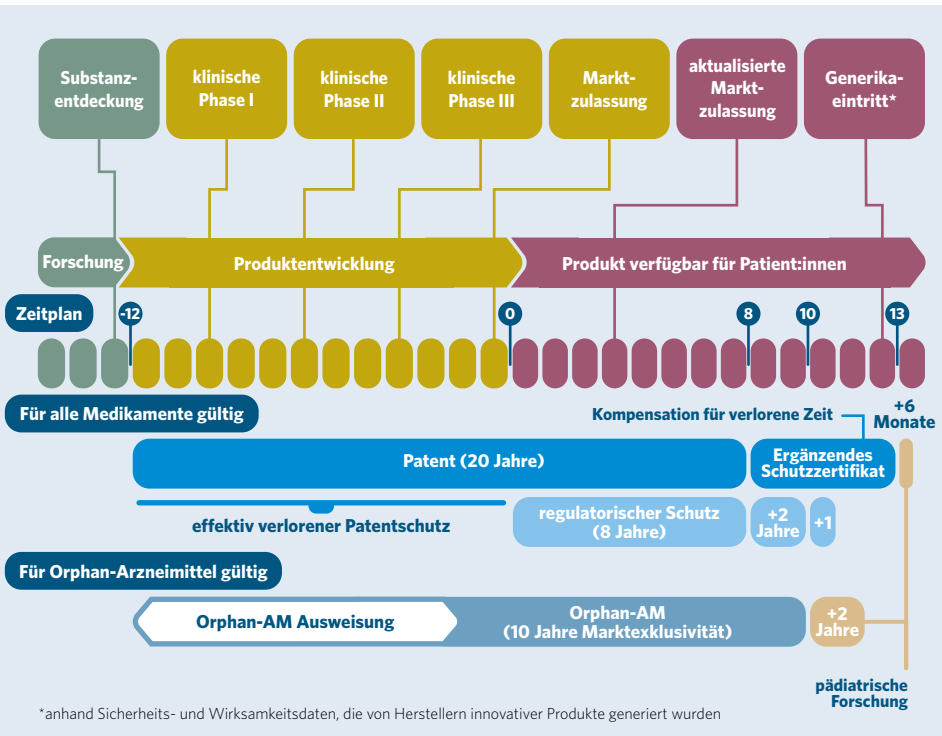 Substanz-
entdeckung
klinische
Phase I
klinische
Phase II
klinische
Phase III
Markt-
zulassung
aktualisierte
Markt-
zulassung
Generika-
eintritt*
Forschung
Produktentwicklung
Produkt verfügbar für Patient:innen
Zeitplan
-12
0
8
10
13
Für alle Medikamente gültig
Kompensation für verlorene Zeit
+6
Monate
Patent (20 Jahre)
Ergänzendes
Schutzzertifikat
effektiv verlorener Patentschutz
regulatorischer Schutz
(8 Jahre)
+2
Jahre
+1
Für Orphan-Arzneimittel gültig
Orphan-AM Ausweisung
Orphan-AM
(10 Jahre Marktexklusivität)
+2
Jahre
pädiatrische
Forschung
*anhand Sicherheits- und Wirksamkeitsdaten, die von Herstellern innovativer Produkte generiert wurden